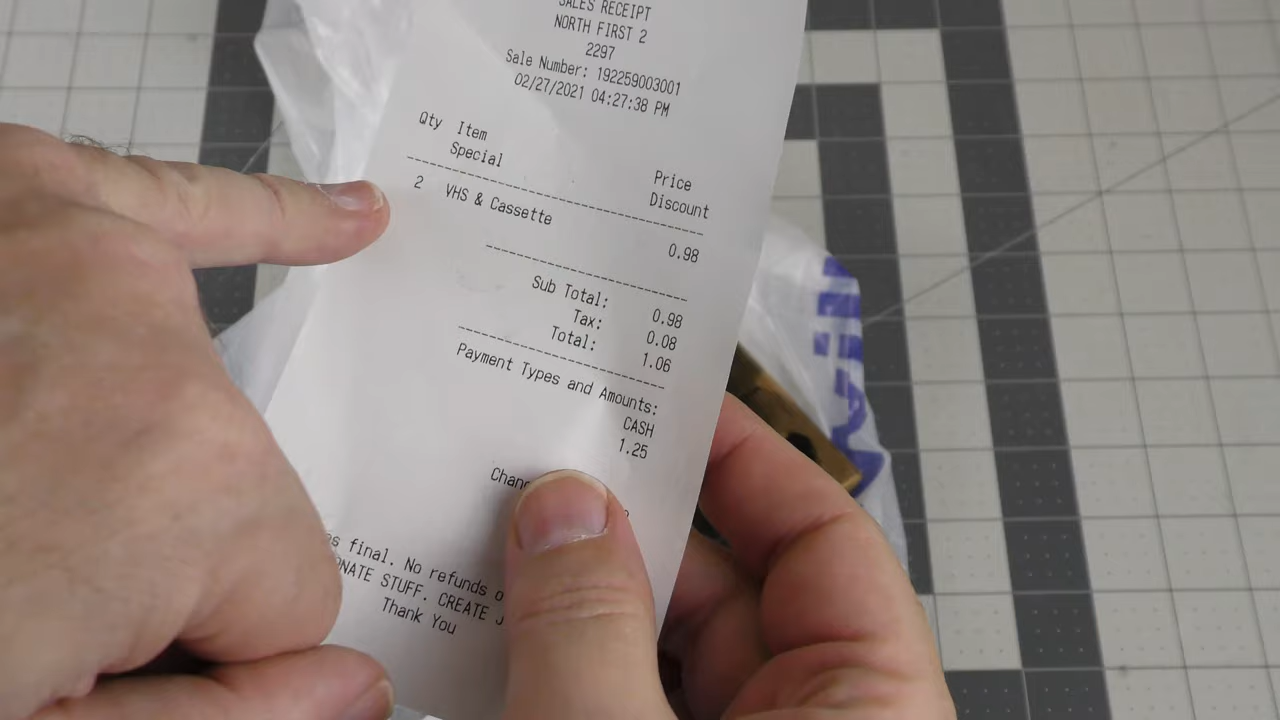 SALES RECEIPT
NORTH FIRST 2
2297
Sale Number: 192259003001
02/27/2021 04:27:38 PM
Qty Item Price
Special Discount
2 VHS & Cassette 0.98
Sub Total: 0.98
Tax: 0.08
Total: 1.06
Payment Types and Amounts:
CASH
1.25
final. No refunds
STUFF. CREATE
Thank You